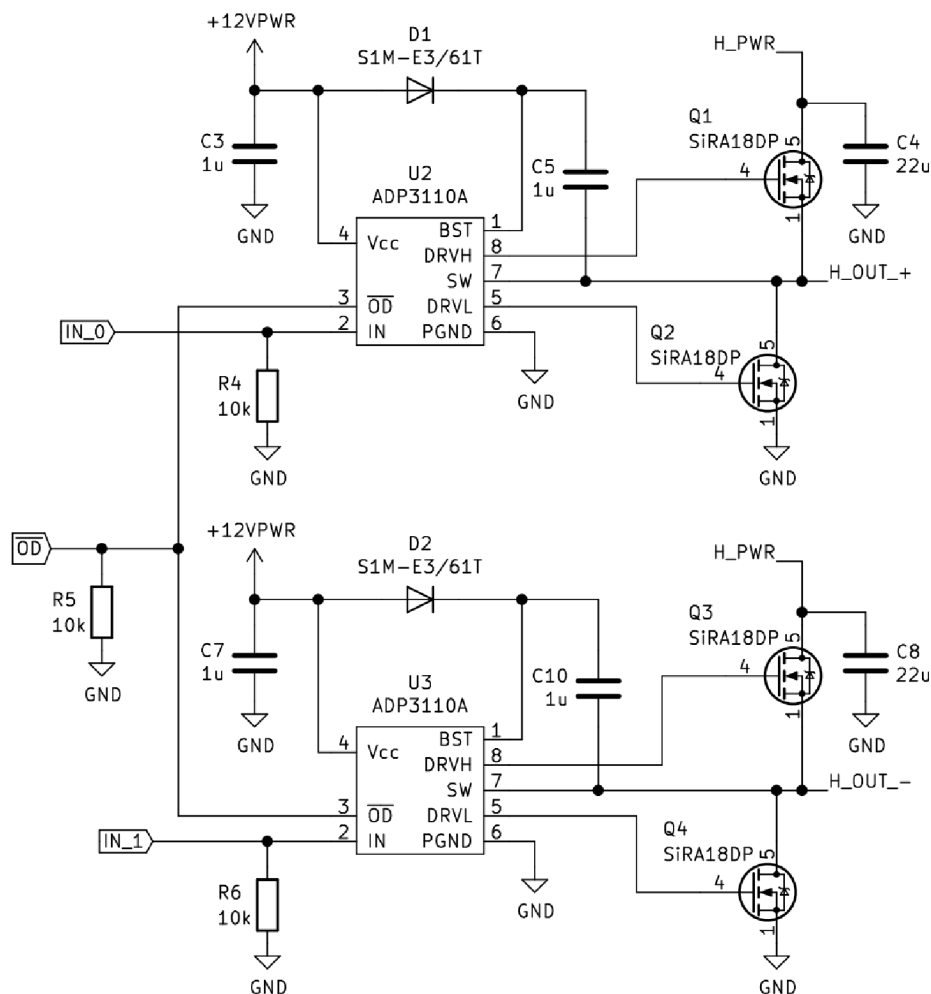 +12VPWR
D1
S1M-E3/61T
H_PWR
C3
1u
GND
U2
ADP3110A
C5
1u
Q1
SiRA18DP
5
4
1
C4
22u
GND
4
Vcc
BST
1
DRVH
8
SW
7
H_OUT_+
3
OD
DRVL
5
IN_0
2
IN
PGND
6
GND
Q2
SiRA18DP
5
4
1
GND
R4
10k
GND
OD
R5
10k
GND
+12VPWR
D2
S1M-E3/61T
H_PWR
C7
1u
GND
U3
ADP3110A
C10
1u
Q3
SiRA18DP
5
4
1
C8
22u
GND
4
Vcc
BST
1
DRVH
8
SW
7
H_OUT_-
3
OD
DRVL
5
IN_1
2
IN
PGND
6
GND
Q4
SiRA18DP
5
4
1
GND
R6
10k
GND